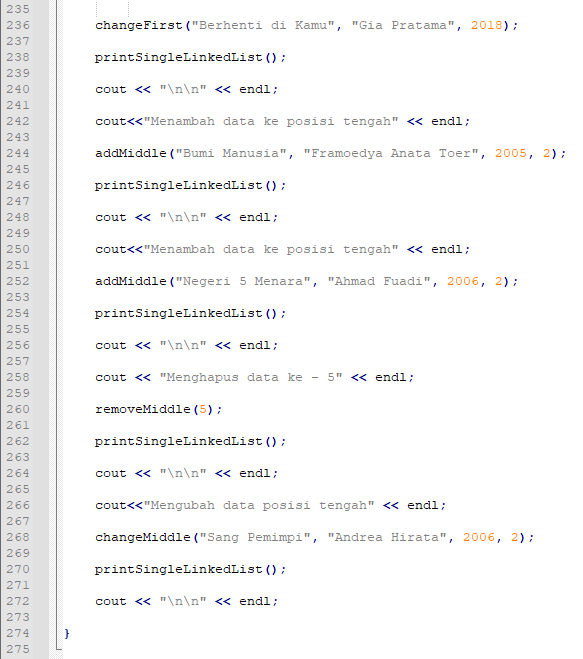 235
236 changeFirst("Berhenti di Kamu", "Gia Pratama", 2018);
237
238 printSingleLinkedList();
239
240 cout << "\n\n" << endl;
241
242 cout<<"Menambah data ke posisi tengah" << endl;
243
244 addMiddle("Bumi Manusia", "Framoedya Anata Toer", 2005, 2);
245
246 printSingleLinkedList();
247
248 cout << "\n\n" << endl;
249
250 cout<<"Menambah data ke posisi tengah" << endl;
251
252 addMiddle("Negeri 5 Menara", "Ahmad Fuadi", 2006, 2);
253
254 printSingleLinkedList();
255
256 cout << "\n\n" << endl;
257
258 cout << "Menghapus data ke - 5" << endl;
259
260 removeMiddle(5);
261
262 printSingleLinkedList();
263
264 cout << "\n\n" << endl;
265
266 cout<<"Mengubah data posisi tengah" << endl;
267
268 changeMiddle("Sang Pemimpi", "Andrea Hirata", 2006, 2);
269
270 printSingleLinkedList();
271
272 cout << "\n\n" << endl;
273
274 }
275